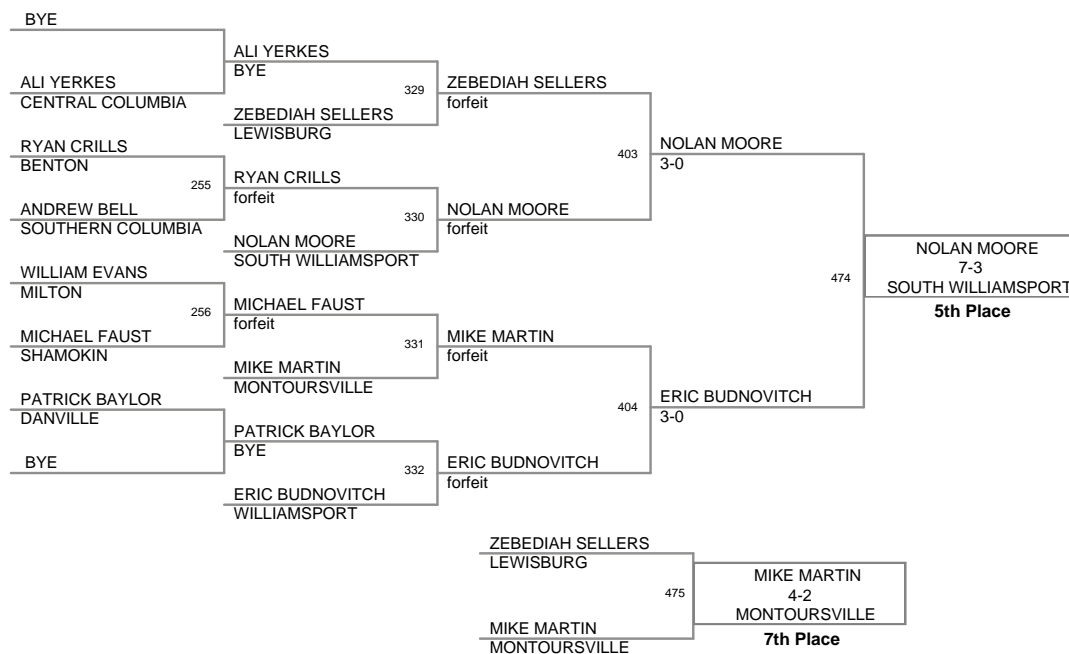 BYE
ALI YERKES
CENTRAL COLUMBIA
RYAN CRILLS
BENTON
255
ANDREW BELL
SOUTHERN COLUMBIA
WILLIAM EVANS
MILTON
256
MICHAEL FAUST
SHAMOKIN
PATRICK BAYLOR
DANVILLE
BYE
ALI YERKES
BYE
329
ZEBEDIAH SELLERS
LEWISBURG
RYAN CRILLS
forfeit
330
NOLAN MOORE
SOUTH WILLIAMSPORT
MICHAEL FAUST
forfeit
331
MIKE MARTIN
MONTOURSVILLE
PATRICK BAYLOR
BYE
332
ERIC BUDNOVITCH
WILLIAMSPORT
ZEBEDIAH SELLERS
forfeit
403
NOLAN MOORE
forfeit
MIKE MARTIN
forfeit
404
ERIC BUDNOVITCH
forfeit
NOLAN MOORE
3-0
474
ERIC BUDNOVITCH
3-0
NOLAN MOORE
7-3
SOUTH WILLIAMSPORT
5th Place
ZEBEDIAH SELLERS
LEWISBURG
475
MIKE MARTIN
MONTOURSVILLE
MIKE MARTIN
4-2
MONTOURSVILLE
7th Place